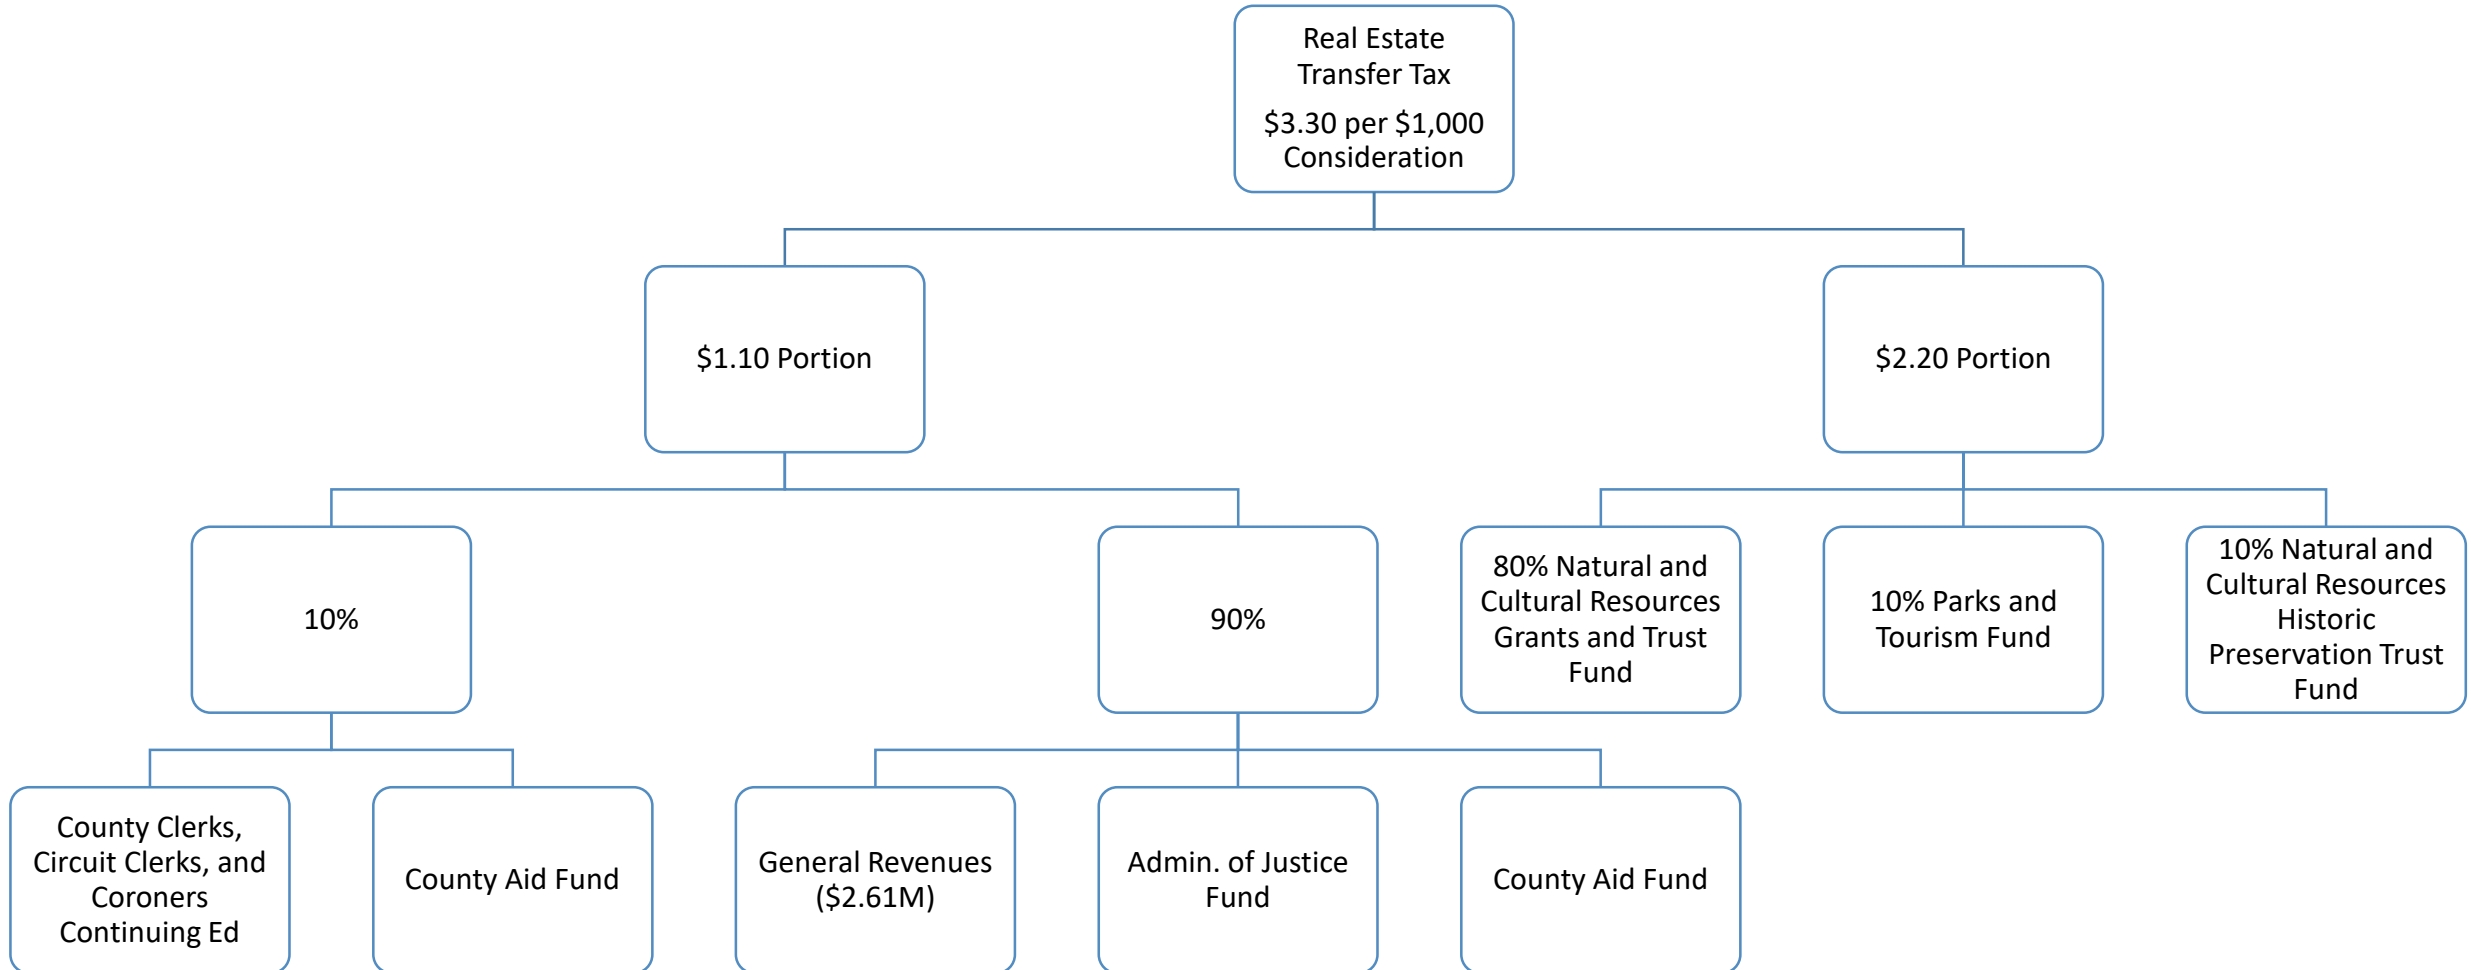 Real Estate
Transfer Tax
$3.30 per $1,000
Consideration
$1.10 Portion
$2.20 Portion
10%
90%
80% Natural and
Cultural Resources
Grants and Trust
Fund
10% Parks and
Tourism Fund
10% Natural and
Cultural Resources
Historic
Preservation Trust
Fund
County Clerks,
Circuit Clerks, and
Coroners
Continuing Ed
County Aid Fund
General Revenues
($2.61M)
Admin. of Justice
Fund
County Aid Fund